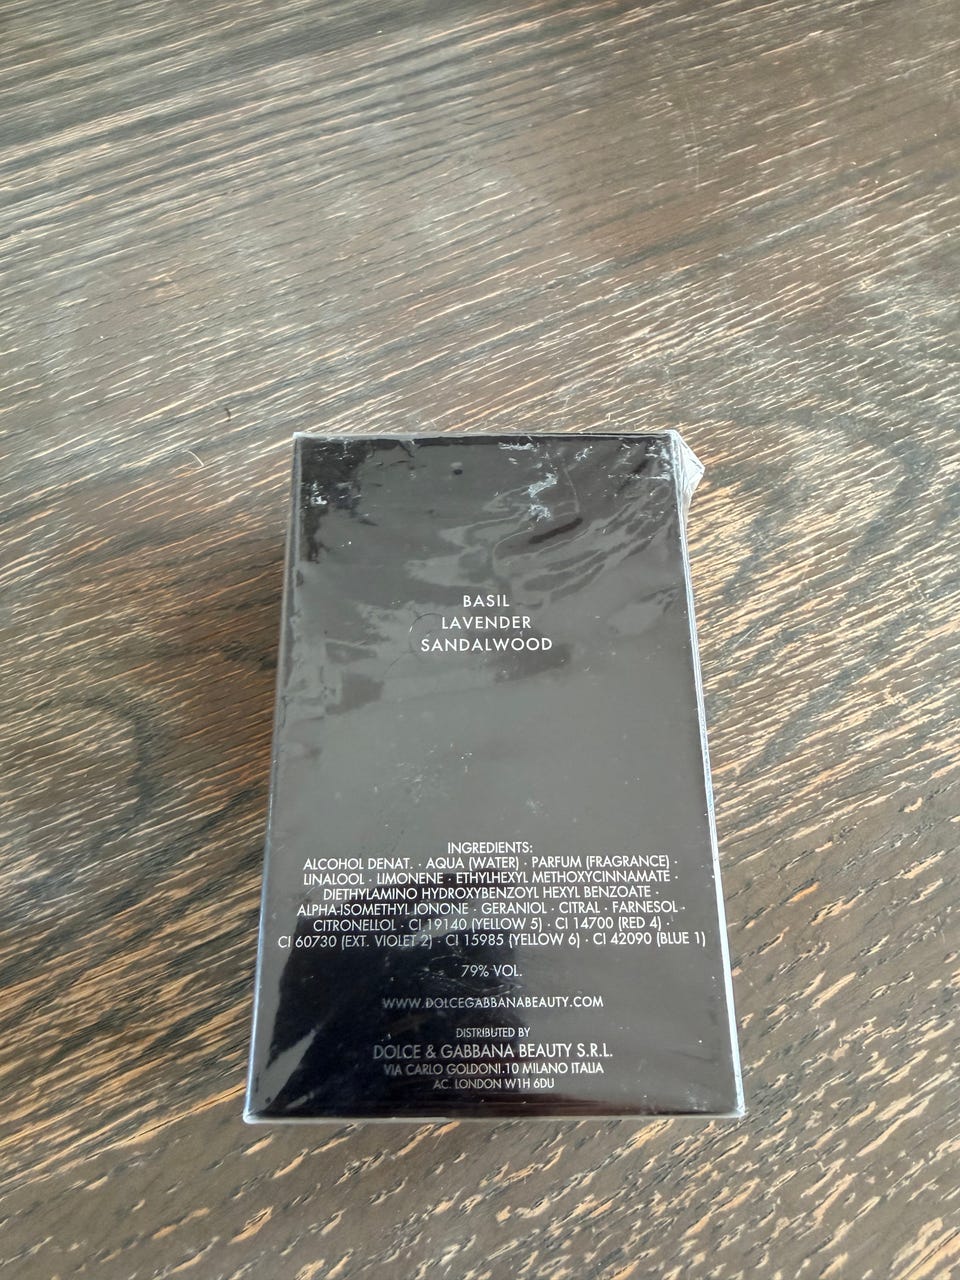 BASIL
LAVENDER
SANDALWOOD
INGREDIENTS:
ALCOHOL DENAT. · AQUA (WATER) · PARFUM (FRAGRANCE) ·
LINALOOL · LIMONENE · ETHYLHEXYL METHOXYCINNAMATE ·
DIETHYLAMINO HYDROXYBENZOYL HEXYL BENZOATE ·
ALPHA-ISOMETHYL IONONE · GERANIOL · CITRAL · FARNESOL ·
CITRONELLOL · CI 19140 (YELLOW 5) · CI 14700 (RED 4) ·
CI 60730 (EXT. VIOLET 2) · CI 15985 (YELLOW 6) · CI 42090 (BLUE 1)
79% VOL.
WWW.DOLCEGABBANABEAUTY.COM
DISTRIBUTED BY
DOLCE & GABBANA BEAUTY S.R.L.
VIA CARLO GOLDONI.10 MILANO ITALIA
AC. LONDON W1H 6DU